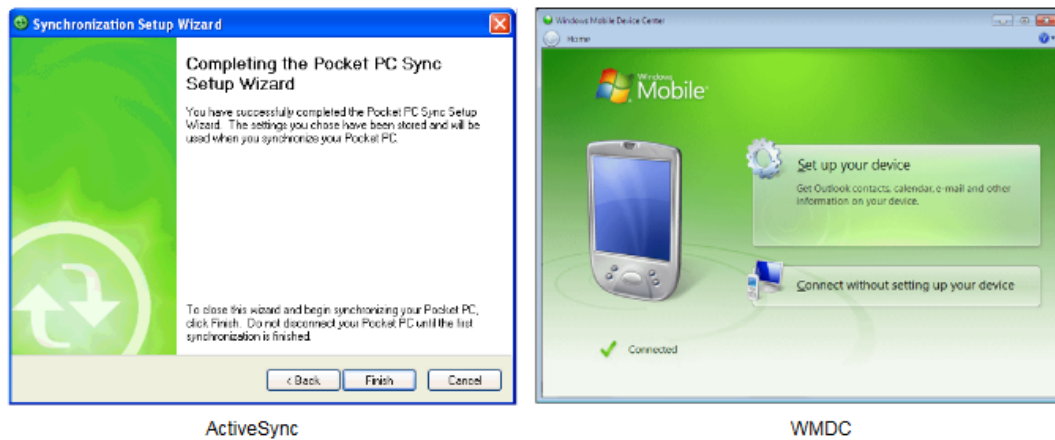 Synchronization Setup Wizard
Completing the Pocket PC Sync
Setup Wizard
You have successfully completed the Pocket PC Sync Setup
Wizard. The settings you chose have been stored and will be
used when you synchronize your Pocket PC.
To close this wizard and begin synchronizing your Pocket PC,
click Finish. Do not disconnect your Pocket PC until the first
synchronization is finished.
< Back
Finish
Cancel
ActiveSync
Windows Mobile Device Center
Home
Windows
Mobile
Set up your device
Get Outlook contacts, calendar, e-mail and other
information on your device.
Connect without setting up your device
Connected
WMDC